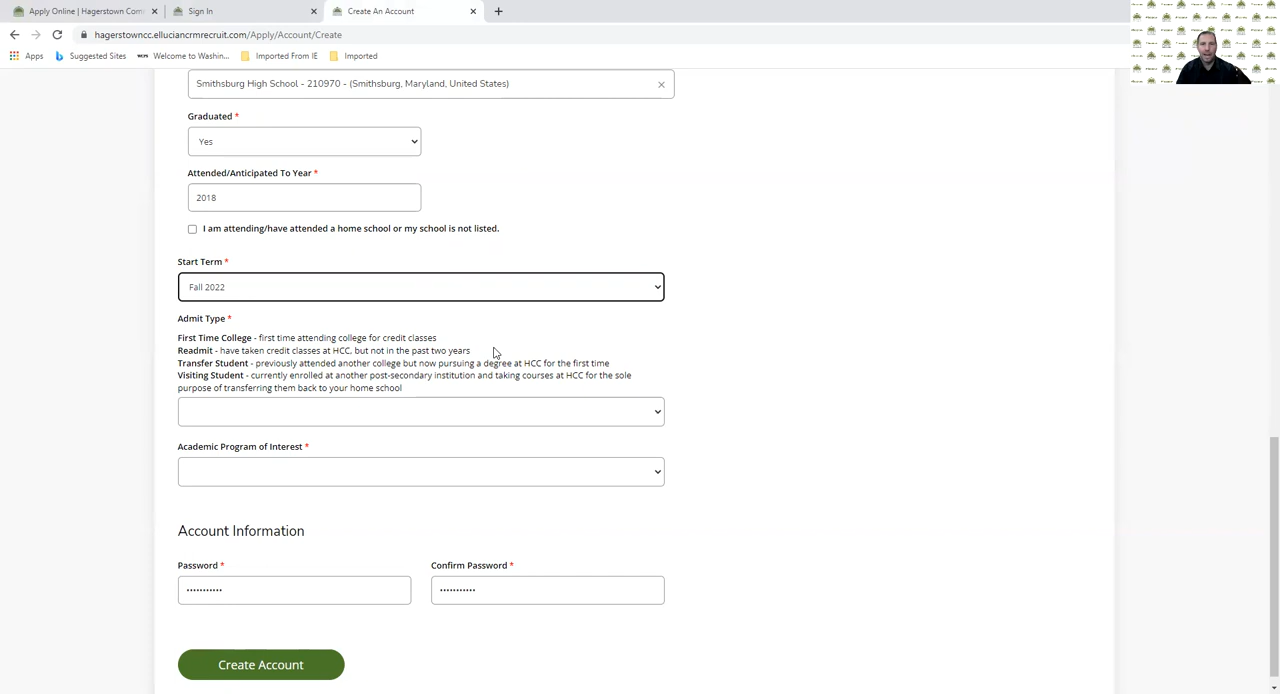 Apply Online | Hagerstown Com
Sign In
Create An Account
hagerstowncc.elluciancrmrecruit.com/Apply/Account/Create
Apps
Suggested Sites
Welcome to Washin...
Imported From IE
Imported
Smithsburg High School - 210970 - (Smithsburg, Maryland, United States)
Graduated *
Yes
Attended/Anticipated To Year *
2018
I am attending/have attended a home school or my school is not listed.
Start Term *
Fall 2022
Admit Type *
First Time College - first time attending college for credit classes
Readmit - have taken credit classes at HCC, but not in the past two years
Transfer Student - previously attended another college but now pursuing a degree at HCC for the first time
Visiting Student - currently enrolled at another post-secondary institution and taking courses at HCC for the sole
purpose of transferring them back to your home school
Academic Program of Interest *
Account Information
Password *
Confirm Password *
Create Account